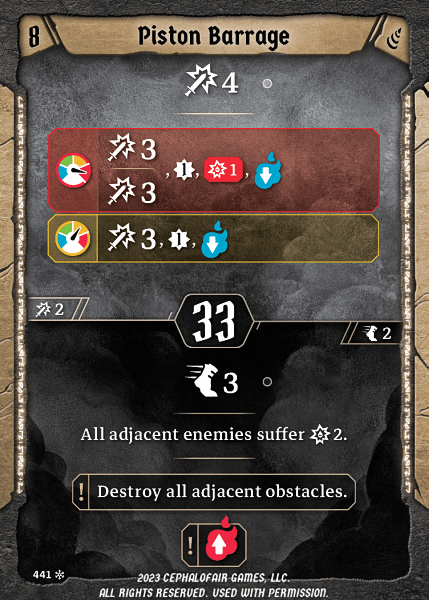 8 Piston Barrage
4
3
3
, 1, 1,
3, 1,
2
33
2
3
All adjacent enemies suffer 2.
! Destroy all adjacent obstacles.
!
441
2023 CEPHALOFAIR GAMES, LLC.
ALL RIGHTS RESERVED. USED WITH PERMISSION.